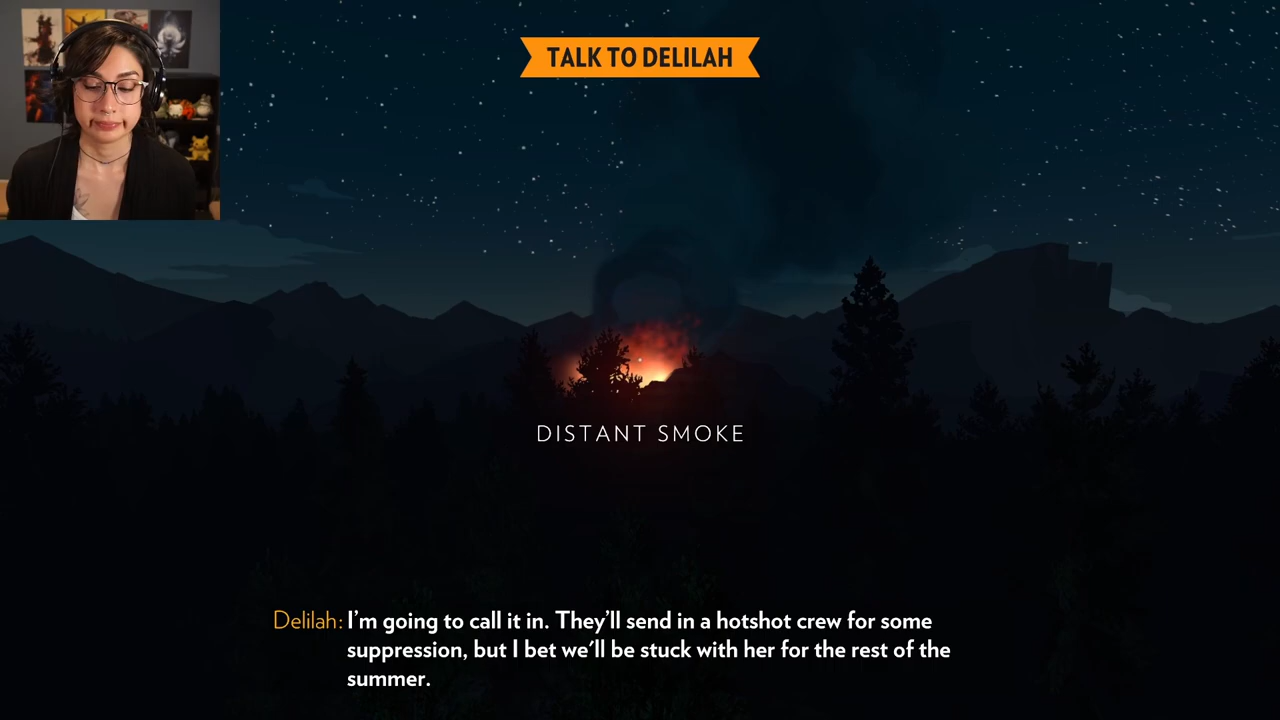 TALK TO DELILAH
DISTANT SMOKE
Delilah: I'm going to call it in. They'll send in a hotshot crew for some
suppression, but I bet we'll be stuck with her for the rest of the
summer.